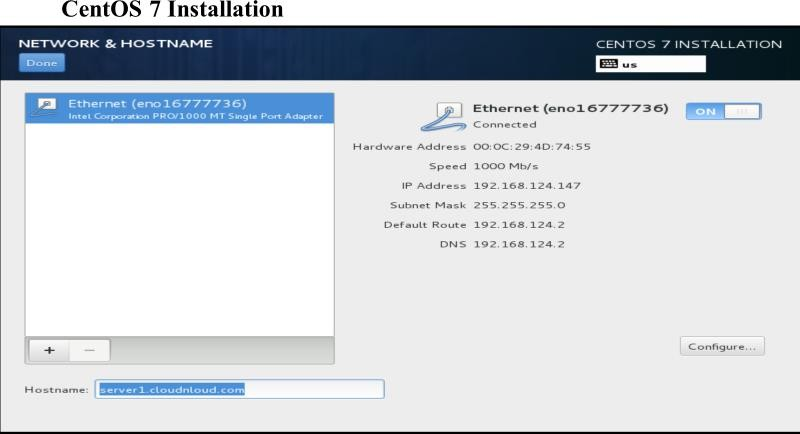 CentOS 7 Installation
NETWORK & HOSTNAME
CENTOS 7 INSTALLATION
Done
us
Ethernet (eno16777736)
Intel Corporation PRO/1000 MT Single Port Adapter
Ethernet (eno16777736)
Connected
ON
Hardware Address 00:0C:29:4D:74:55
Speed 1000 Mb/s
IP Address 192.168.124.147
Subnet Mask 255.255.255.0
Default Route 192.168.124.2
DNS 192.168.124.2
+ −
Configure...
Hostname: server1.cloudnloud.com